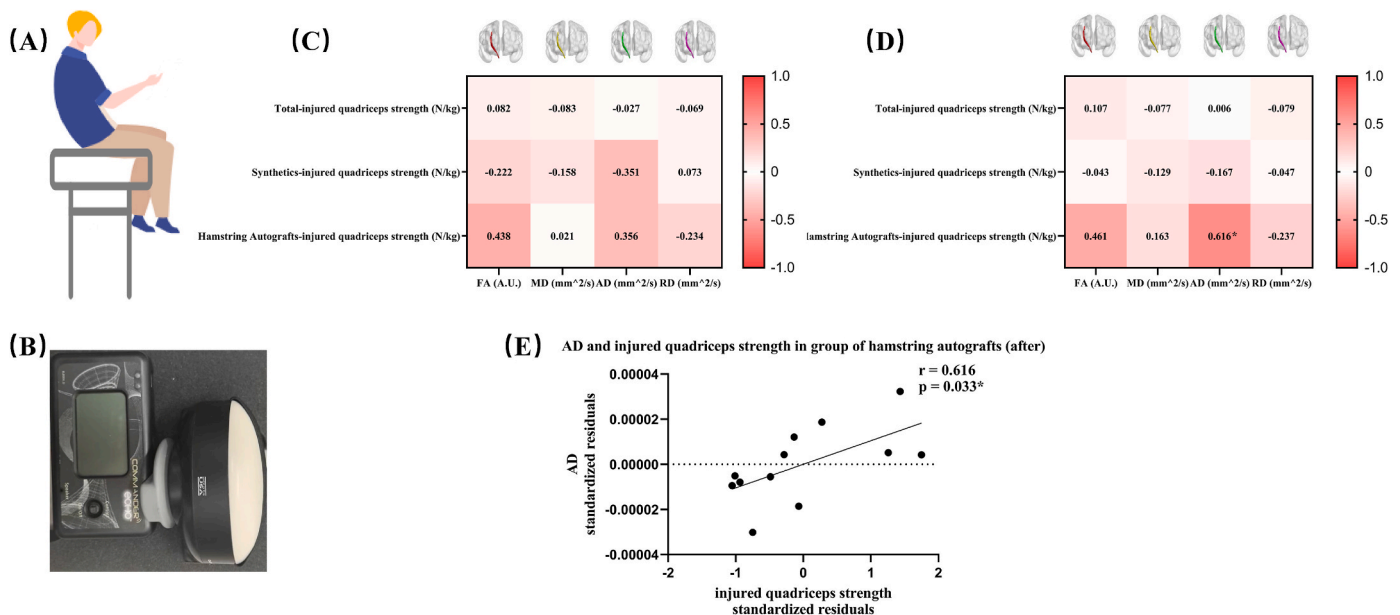 (A)
(C)
Total-injured quadriceps strength (N/kg)
0.082 -0.083 -0.027 -0.069
Synthetics-injured quadriceps strength (N/kg)
-0.222 -0.158 -0.351 0.073
Hamstring Autografts-injured quadriceps strength (N/kg)
0.438 0.021 0.356 -0.234
FA (A.U.) MD (mm^2/s) AD (mm^2/s) RD (mm^2/s)
1.0
0.5
0
-0.5
-1.0
(D)
Total-injured quadriceps strength (N/kg)
0.107 -0.077 0.006 -0.079
Synthetics-injured quadriceps strength (N/kg)
-0.043 -0.129 -0.167 -0.047
amstring Autografts-injured quadriceps strength (N/kg)
0.461 0.163 0.616* -0.237
FA (A.U.) MD (mm^2/s) AD (mm^2/s) RD (mm^2/s)
1.0
0.5
0
-0.5
-1.0
(B)
COMMANDER
ECHO
(E) AD and injured quadriceps strength in group of hamstring autografts (after)
r = 0.616
p = 0.033*
AD
standardized residuals
0.00004
0.00002
0.00000
-0.00002
-0.00004
-2 -1 0 1 2
injured quadriceps strength
standardized residuals